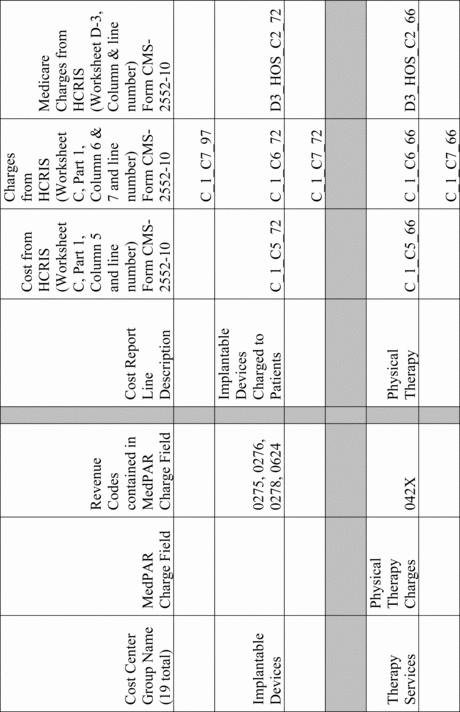 Cost Center
Group Name
(19 total)
MedPAR
Charge Field
Revenue
Codes
contained in
MedPAR
Charge Field
Cost Report
Line
Description
Cost from
HCRIS
(Worksheet
C, Part 1,
Column 5
and line
number)
Form CMS-
2552-10
Charges
from
HCRIS
(Worksheet
C, Part 1,
Column 6 &
7 and line
number)
Form CMS-
2552-10
Medicare
Charges from
HCRIS
(Worksheet D-3,
Column & line
number)
Form CMS-
2552-10
C_1_C7_97
Implantable
Devices
0275, 0276,
0278, 0624
Implantable
Devices
Charged to
Patients
C_1_C5_72
C_1_C6_72
D3_HOS_C2_72
C_1_C7_72
Therapy
Services
Physical
Therapy
Charges
042X
Physical
Therapy
C_1_C5_66
C_1_C6_66
D3_HOS_C2_66
C_1_C7_66